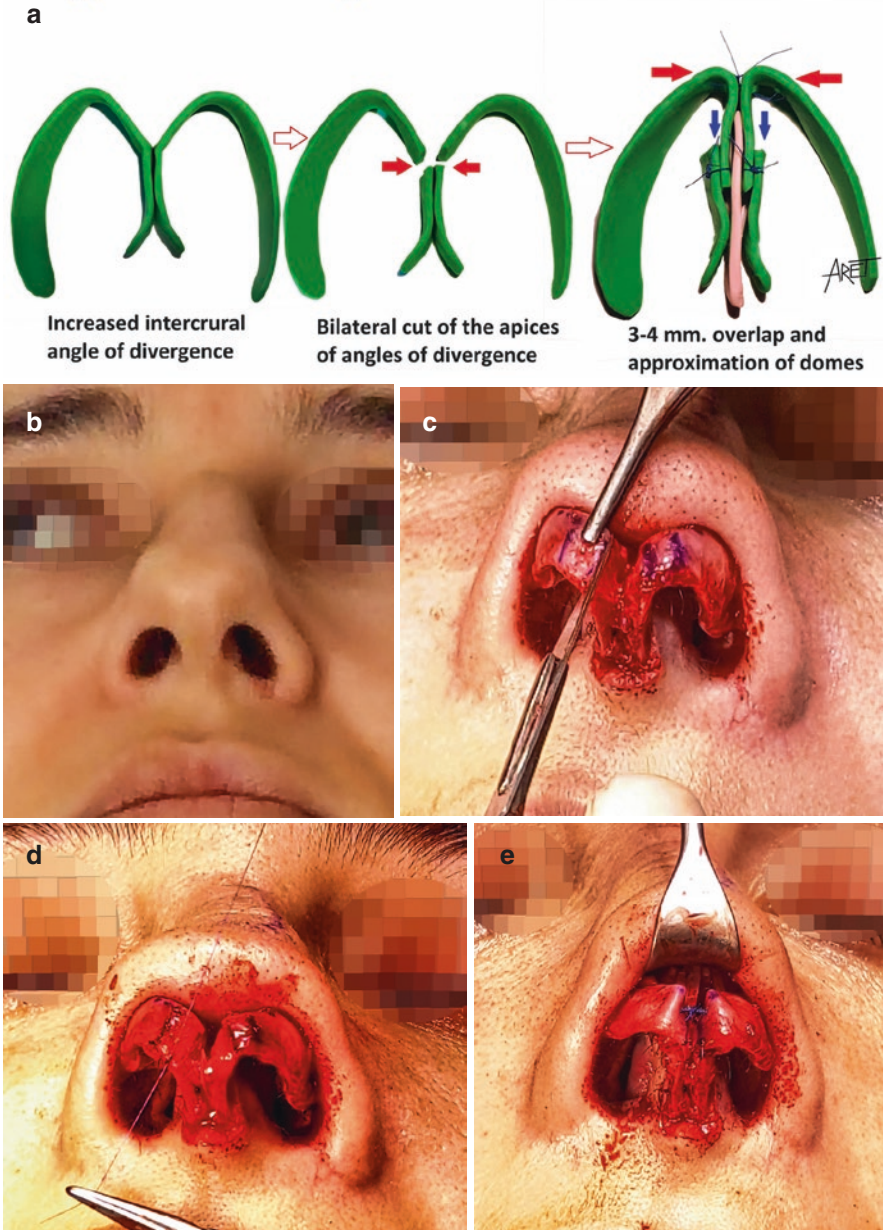 a
Increased intercrural
angle of divergence
Bilateral cut of the apices
of angles of divergence
3-4 mm. overlap and
approximation of domes
ARET
b
c
d
e